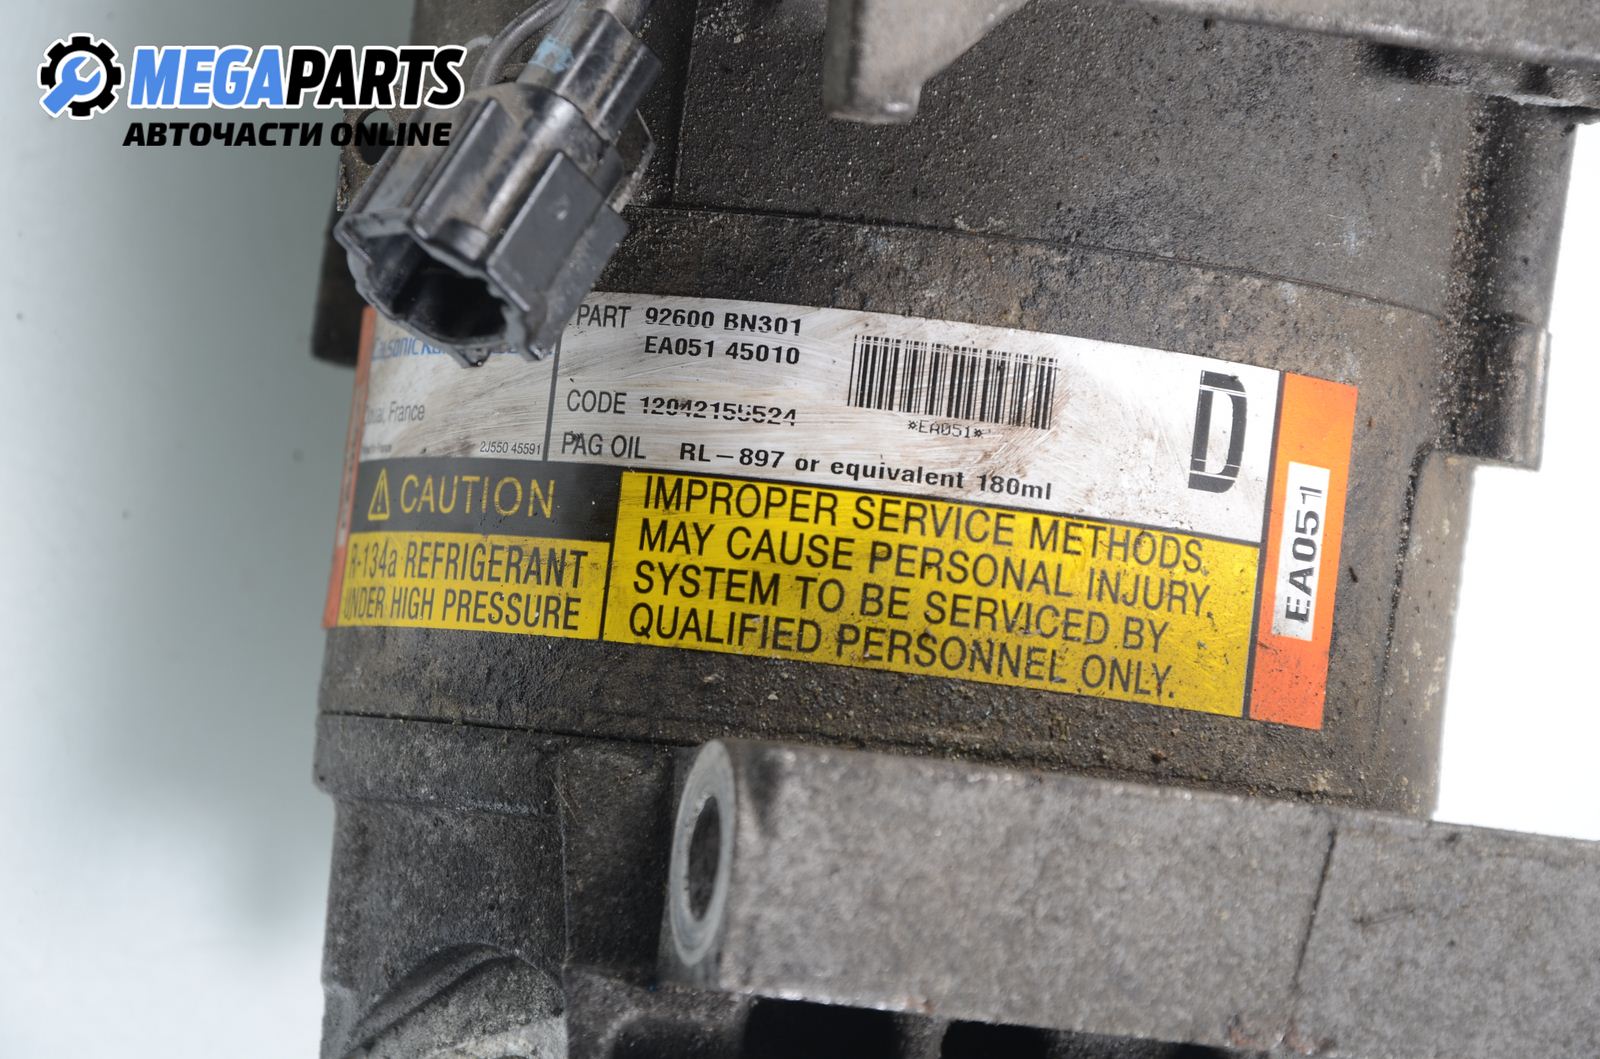 MEGAPARTS
АВТОЧАСТИ ONLINE
PART 92600 BN301
EA051 45010
CODE 12042155524
*EA051*
PAG OIL RL-897 or equivalent 180ml
D
France
2J550 45591
CAUTION
R-134a REFRIGERANT
UNDER HIGH PRESSURE
IMPROPER SERVICE METHODS
MAY CAUSE PERSONAL INJURY.
SYSTEM TO BE SERVICED BY
QUALIFIED PERSONNEL ONLY.
EA051